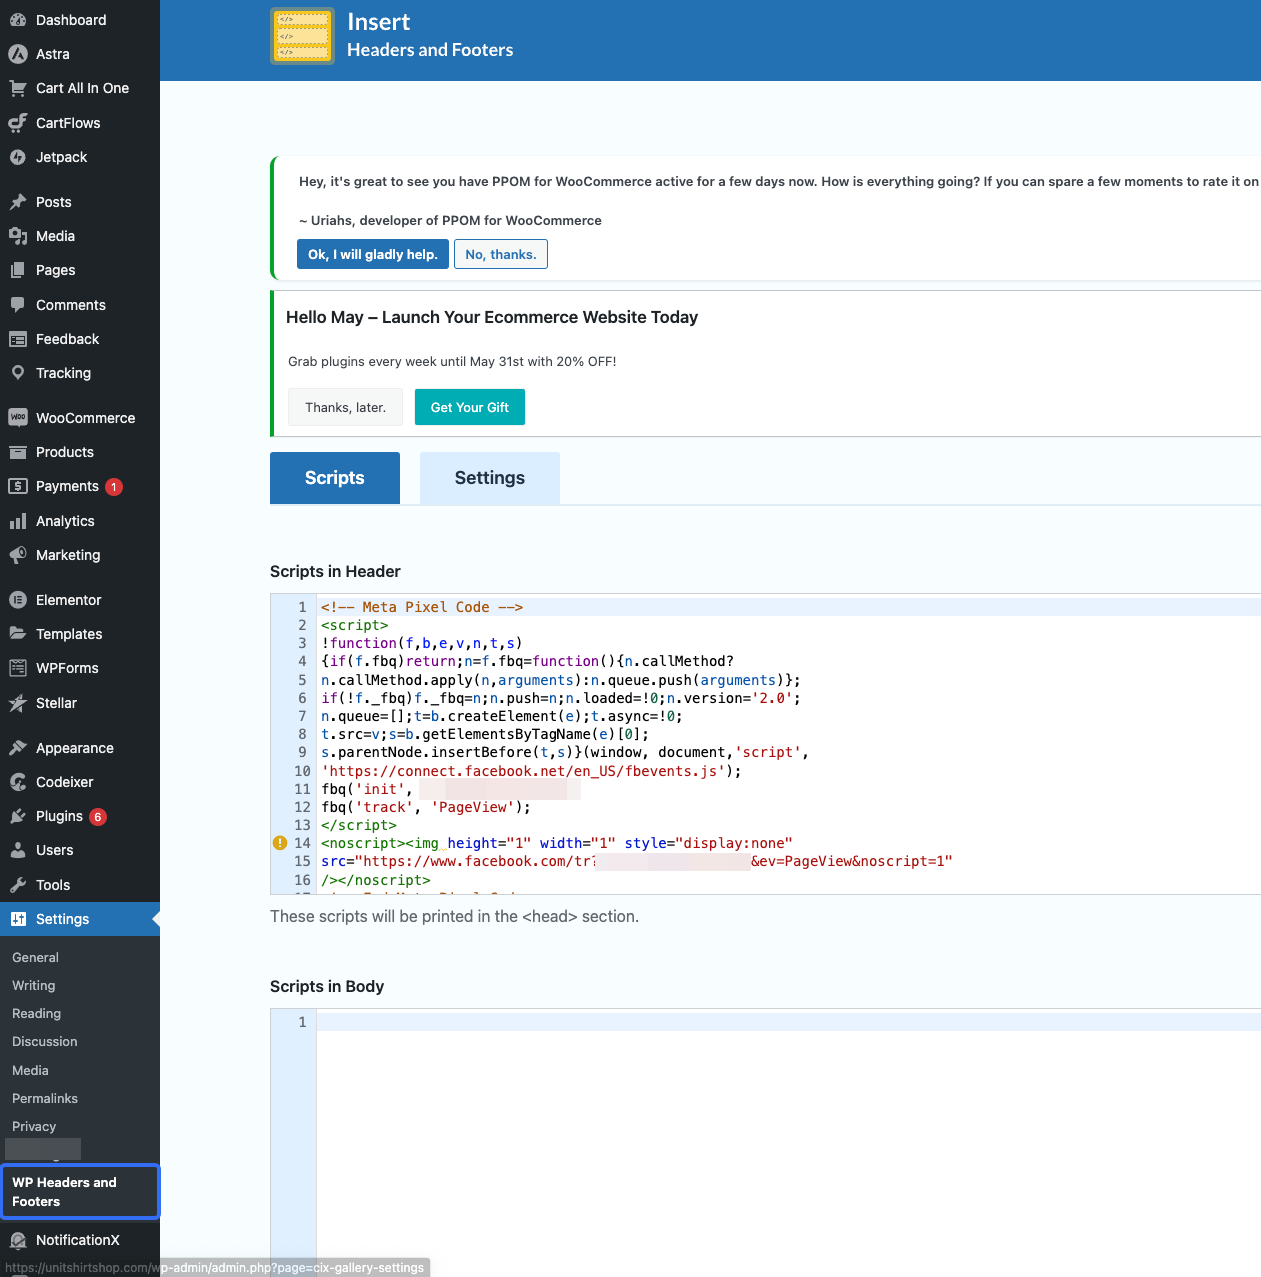 Dashboard
Astra
Cart All In One
CartFlows
Jetpack
Posts
Media
Pages
Comments
Feedback
Tracking
WooCommerce
Products
Payments 1
Analytics
Marketing
Elementor
Templates
WPForms
Stellar
Appearance
Codeixer
Plugins 6
Users
Tools
Settings
General
Writing
Reading
Discussion
Media
Permalinks
Privacy
WP Headers and
Footers
NotificationX
https://unitshirtshop.com/wp-admin/admin.php?page=cix-gallery-settings
Insert
Headers and Footers
Hey, it's great to see you have PPOM for WooCommerce active for a few days now. How is everything going? If you can spare a few moments to rate it on
~ Uriahs, developer of PPOM for WooCommerce
Ok, I will gladly help. No, thanks.
Hello May – Launch Your Ecommerce Website Today
Grab plugins every week until May 31st with 20% OFF!
Thanks, later. Get Your Gift
Scripts Settings
Scripts in Header
1 <!-- Meta Pixel Code -->
2 <script>
3 !function(f,b,e,v,n,t,s)
4 {if(f.fbq)return;n=f.fbq=function(){n.callMethod?
5 n.callMethod.apply(n,arguments):n.queue.push(arguments)};
6 if(!f._fbq)f._fbq=n;n.push=n;n.loaded=!0;n.version='2.0';
7 n.queue=[];t=b.createElement(e);t.async=!0;
8 t.src=v;s=b.getElementsByTagName(e)[0];
9 s.parentNode.insertBefore(t,s)}(window, document,'script',
10 'https://connect.facebook.net/en_US/fbevents.js');
11 fbq('init',
12 fbq('track', 'PageView');
13 </script>
14 <noscript><img height="1" width="1" style="display:none"
15 src="https://www.facebook.com/tr? &ev=PageView&noscript=1"
16 /></noscript>
These scripts will be printed in the <head> section.
Scripts in Body
1